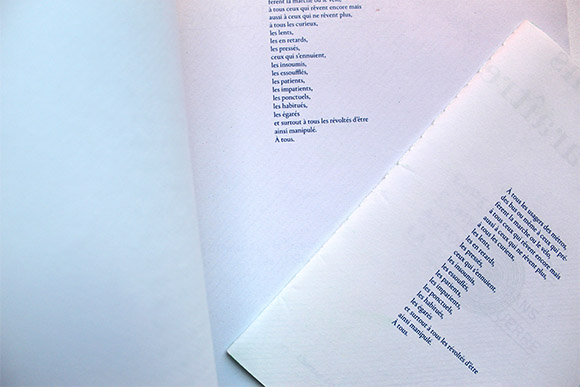 fèrent la marche ou le vélo,
à tous ceux qui rêvent encore mais
aussi à ceux qui ne rêvent plus,
à tous les curieux,
les lents,
les en retards,
les pressés,
ceux qui s'ennuient,
les insoumis,
les essoufflés,
les patients,
les impatients,
les ponctuels,
les habitués,
les égarés
et surtout à tous les révoltés d'être
ainsi manipulé.
À tous.
À tous les usagers des métros,
des bus ou même à ceux qui pré-
fèrent la marche ou le vélo,
à tous ceux qui rêvent encore mais
aussi à ceux qui ne rêvent plus,
à tous les curieux,
les lents,
les en retards,
les pressés,
ceux qui s'ennuient,
les insoumis,
les essouflés,
les patients,
les impatients,
les ponctuels,
les habitués,
les égarés
et surtout à tous les révoltés d'être
ainsi manipulé.
À tous.